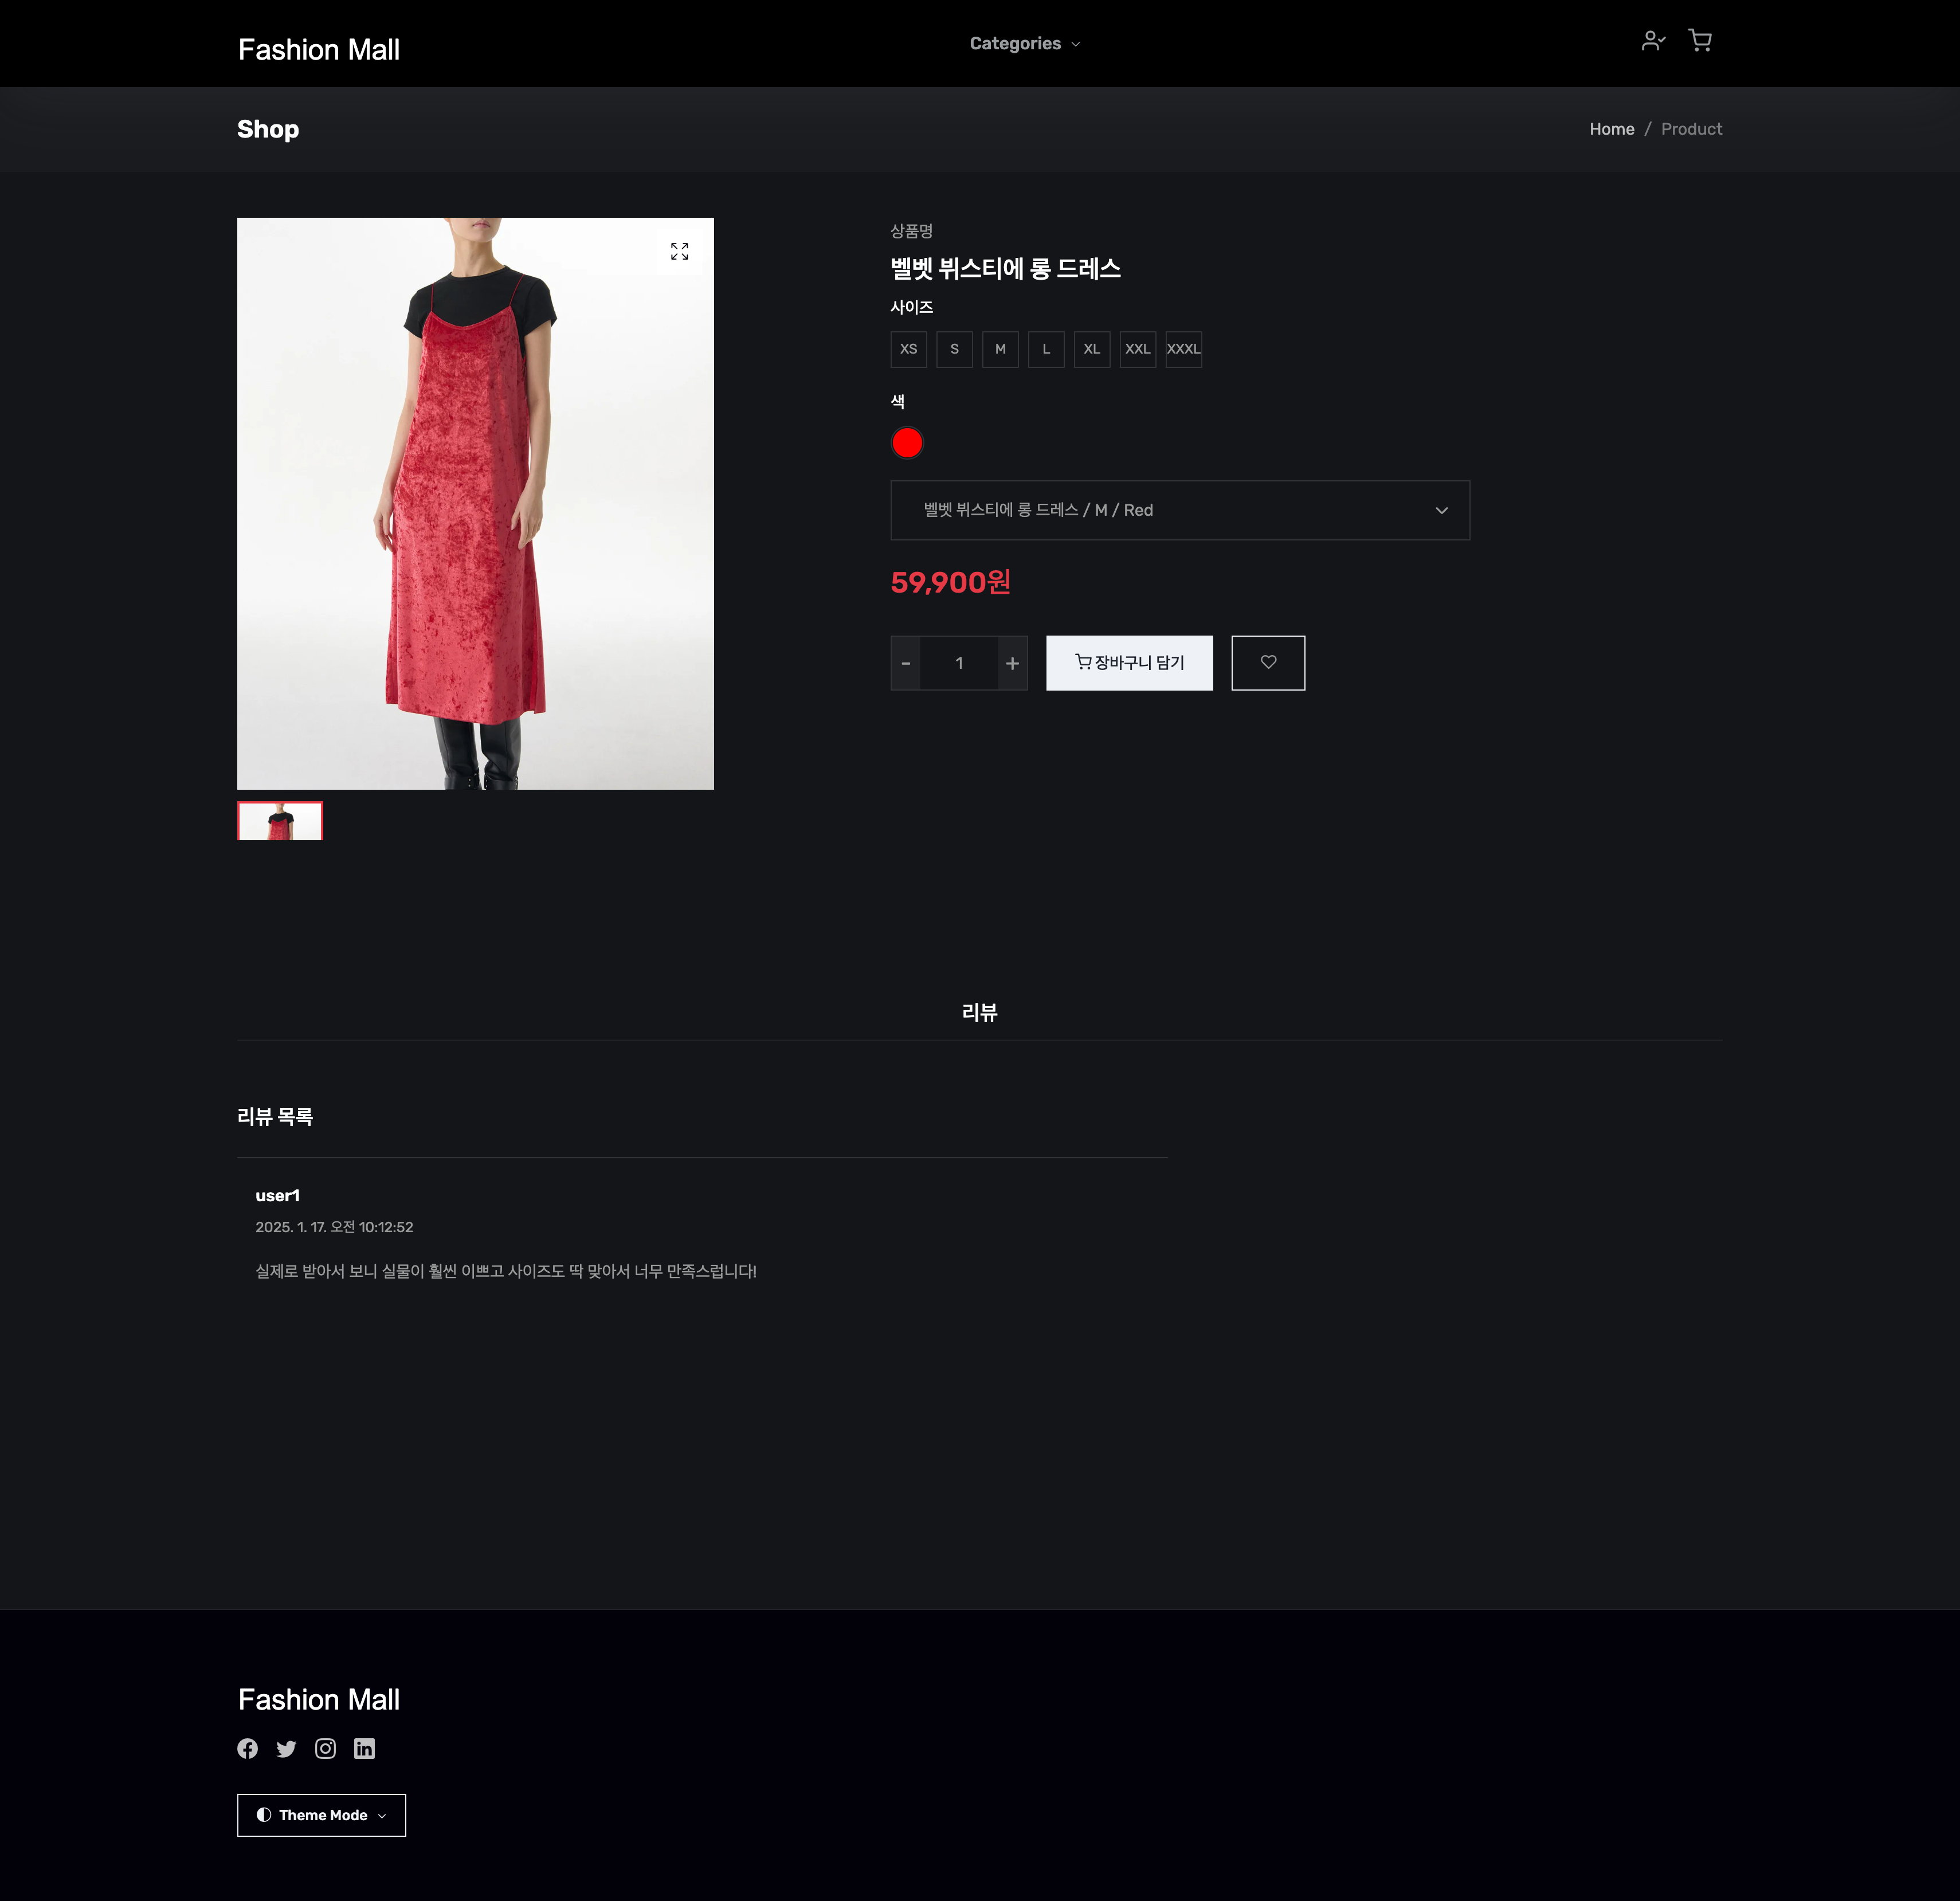 Fashion Mall
Categories
Shop
Home / Product
상품명
벨벳 뷔스티에 롱 드레스
사이즈
XS S M L XL XXL XXXL
색
벨벳 뷔스티에 롱 드레스 / M / Red
59,900원
- 1 +
장바구니 담기
리뷰
리뷰 목록
user1
2025. 1. 17. 오전 10:12:52
실제로 받아서 보니 실물이 훨씬 이쁘고 사이즈도 딱 맞아서 너무 만족스럽니다!
Fashion Mall
Theme Mode